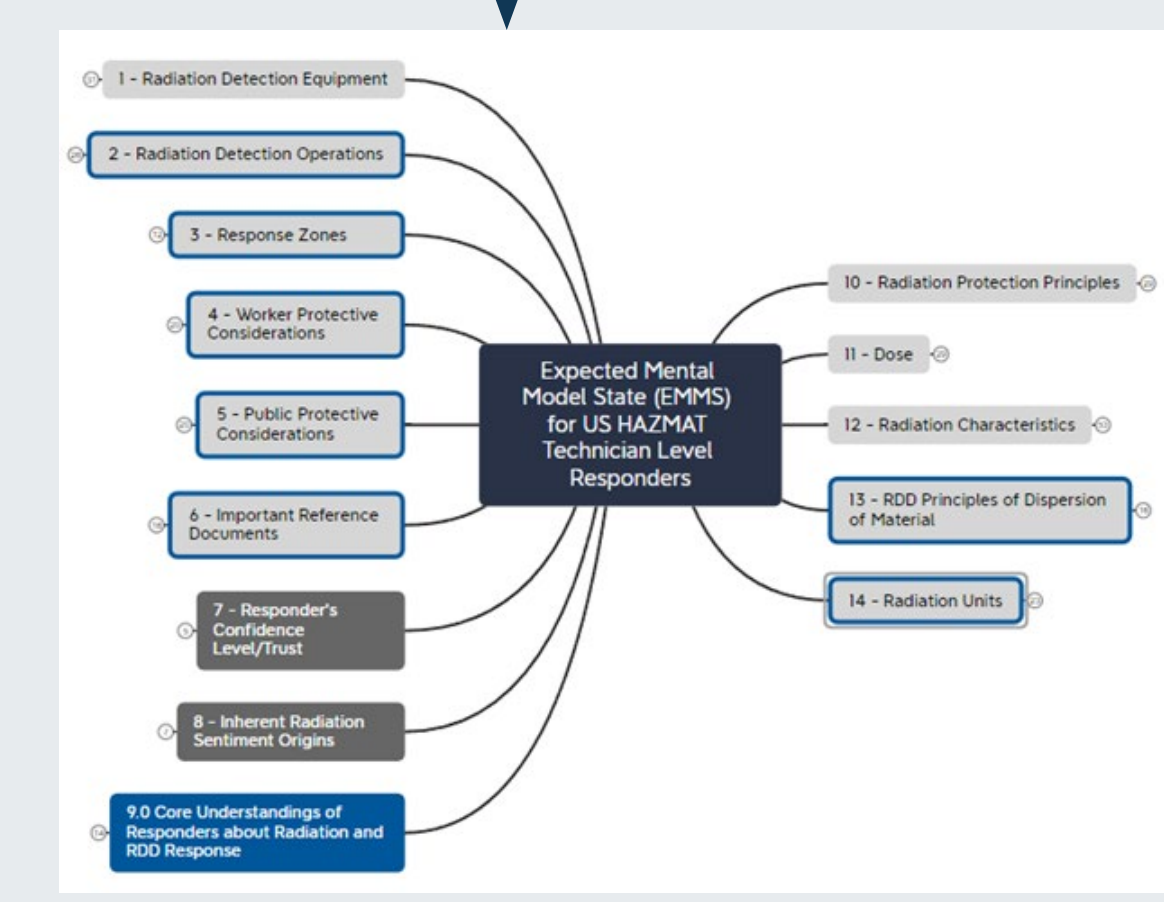 1 - Radiation Detection Equipment
2 - Radiation Detection Operations
3 - Response Zones
4 - Worker Protective
Considerations
5 - Public Protective
Considerations
6 - Important Reference
Documents
7 - Responder's
Confidence
Level/Trust
8 - Inherent Radiation
Sentiment Origins
9.0 Core Understandings of
Responders about Radiation and
RDD Response
Expected Mental
Model State (EMMS)
for US HAZMAT
Technician Level
Responders
10 - Radiation Protection Principles
11 - Dose
12 - Radiation Characteristics
13 - RDD Principles of Dispersion
of Material
14 - Radiation Units